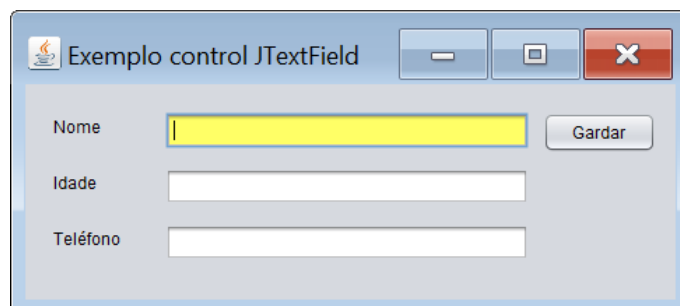 Exemplo control JTextField
Nome
Gardar
Idade
Teléfono